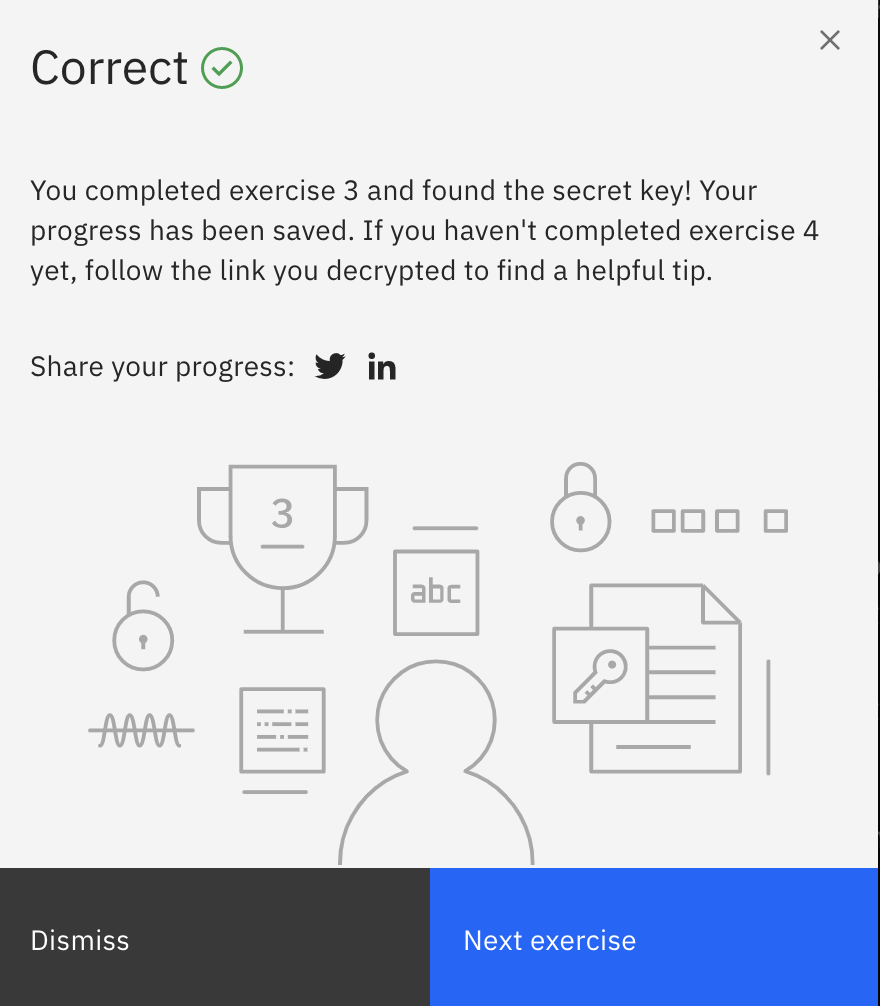 Correct
You completed exercise 3 and found the secret key! Your
progress has been saved. If you haven't completed exercise 4
yet, follow the link you decrypted to find a helpful tip.
Share your progress:
in
3
abc
Dismiss
Next exercise